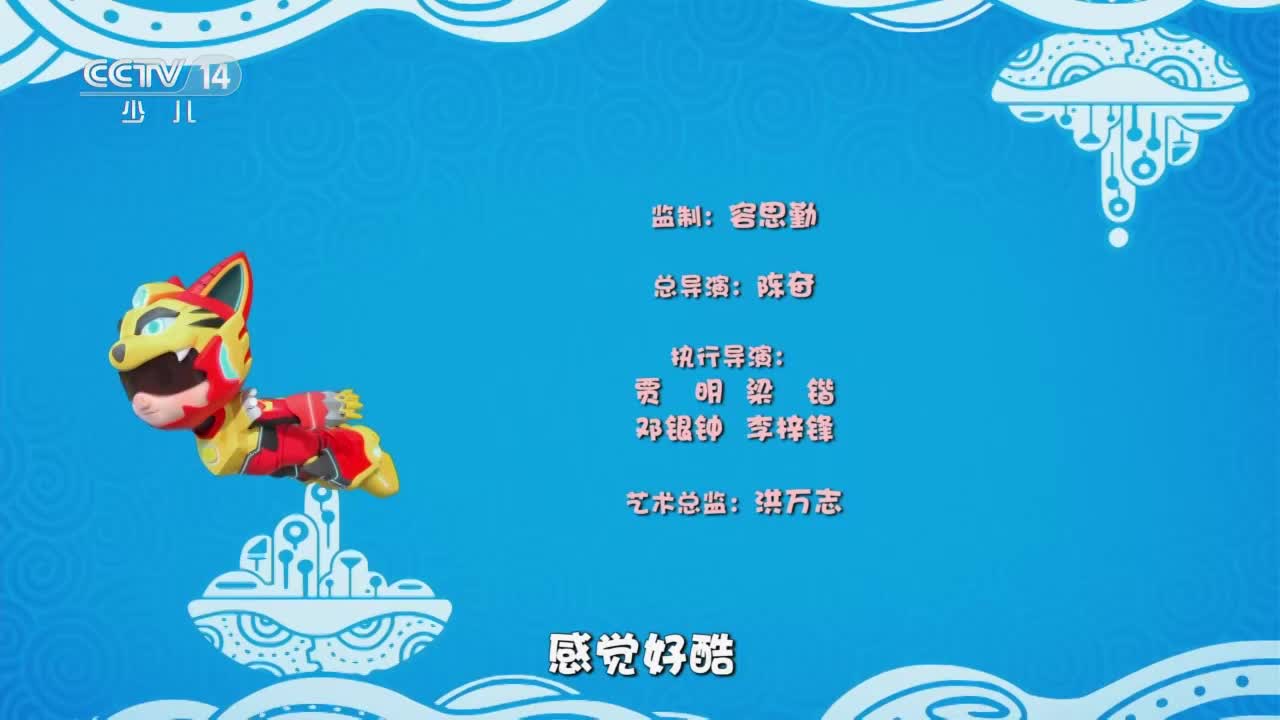 CCTV 14
少儿
监制：容思勤
总导演：陈奇
执行导演：
贾 明 梁 锴
邓银钟 李梓锋
艺术总监：洪万志
感觉好酷